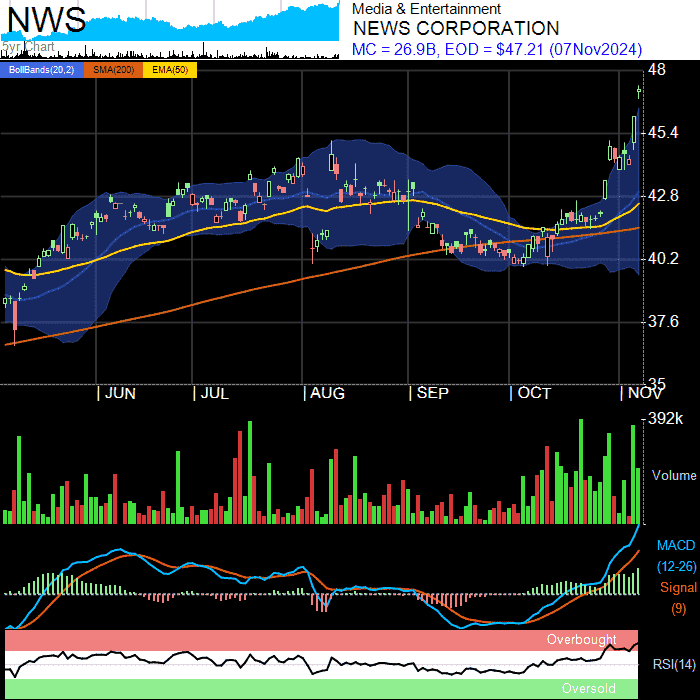 NWS
5yr Chart
Media & Entertainment
NEWS CORPORATION
MC = 26.9B, EOD = $47.21 (07Nov2024)
BollBands(20,2) SMA(200) EMA(50)
48
45.4
42.8
40.2
37.6
35
JUN JUL AUG SEP OCT NOV
392k
Volume
MACD
(12-26)
Signal
(9)
Overbought
RSI(14)
Oversold